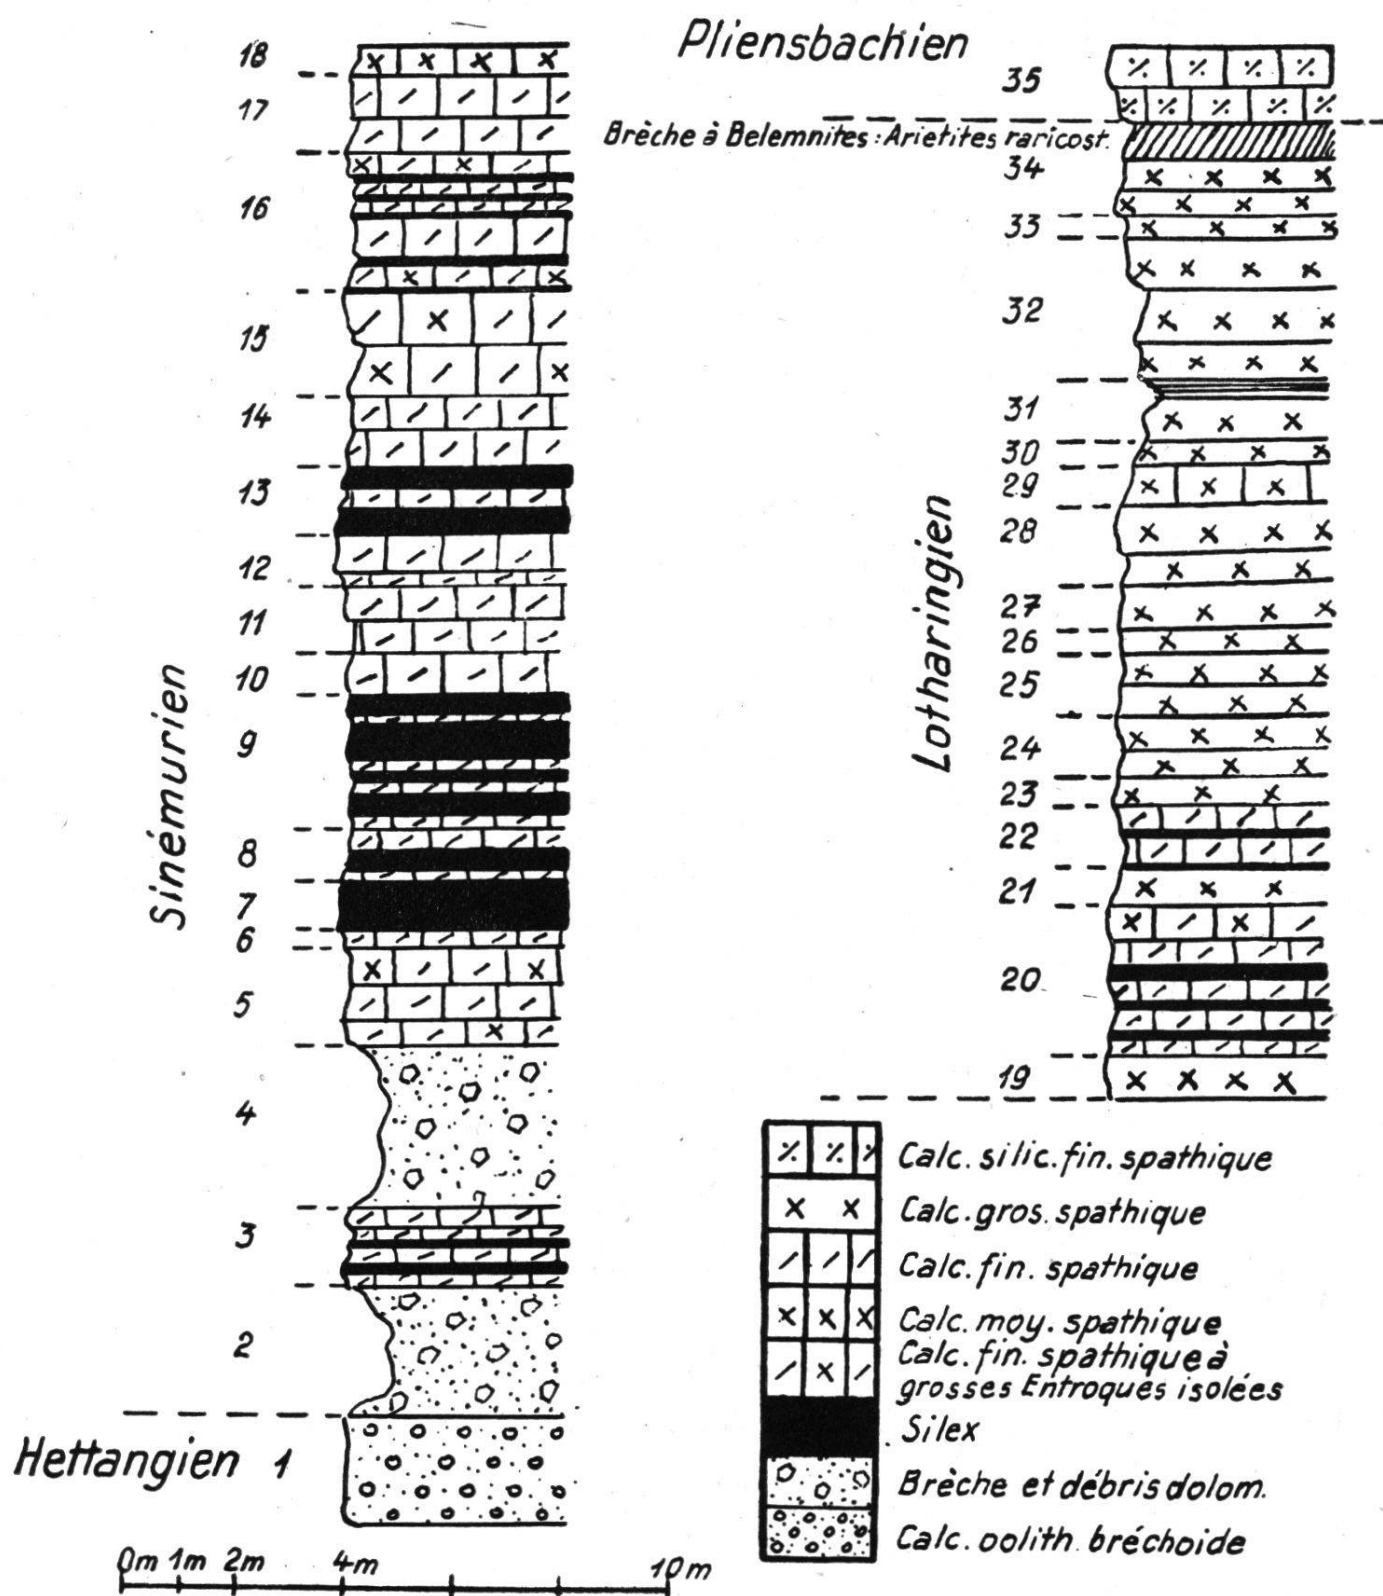 Pliensbachien
18
17
16
15
14
13
12
11
10
9
8
7
6
5
4
3
2
Sinémurien
Hettangien 1
35
Brèche à Belemnites : Arietites raricost.
34
33
32
31
30
29
28
27
26
25
24
23
22
21
20
19
Lotharingien
Calc. silic. fin. spathique
Calc. gros. spathique
Calc. fin. spathique
Calc. moy. spathique
Calc. fin. spathique à
grosses Entroques isolées
Silex
Brèche et débris dolom.
Calc. oolith. bréchoide
0m 1m 2m 4m 10m